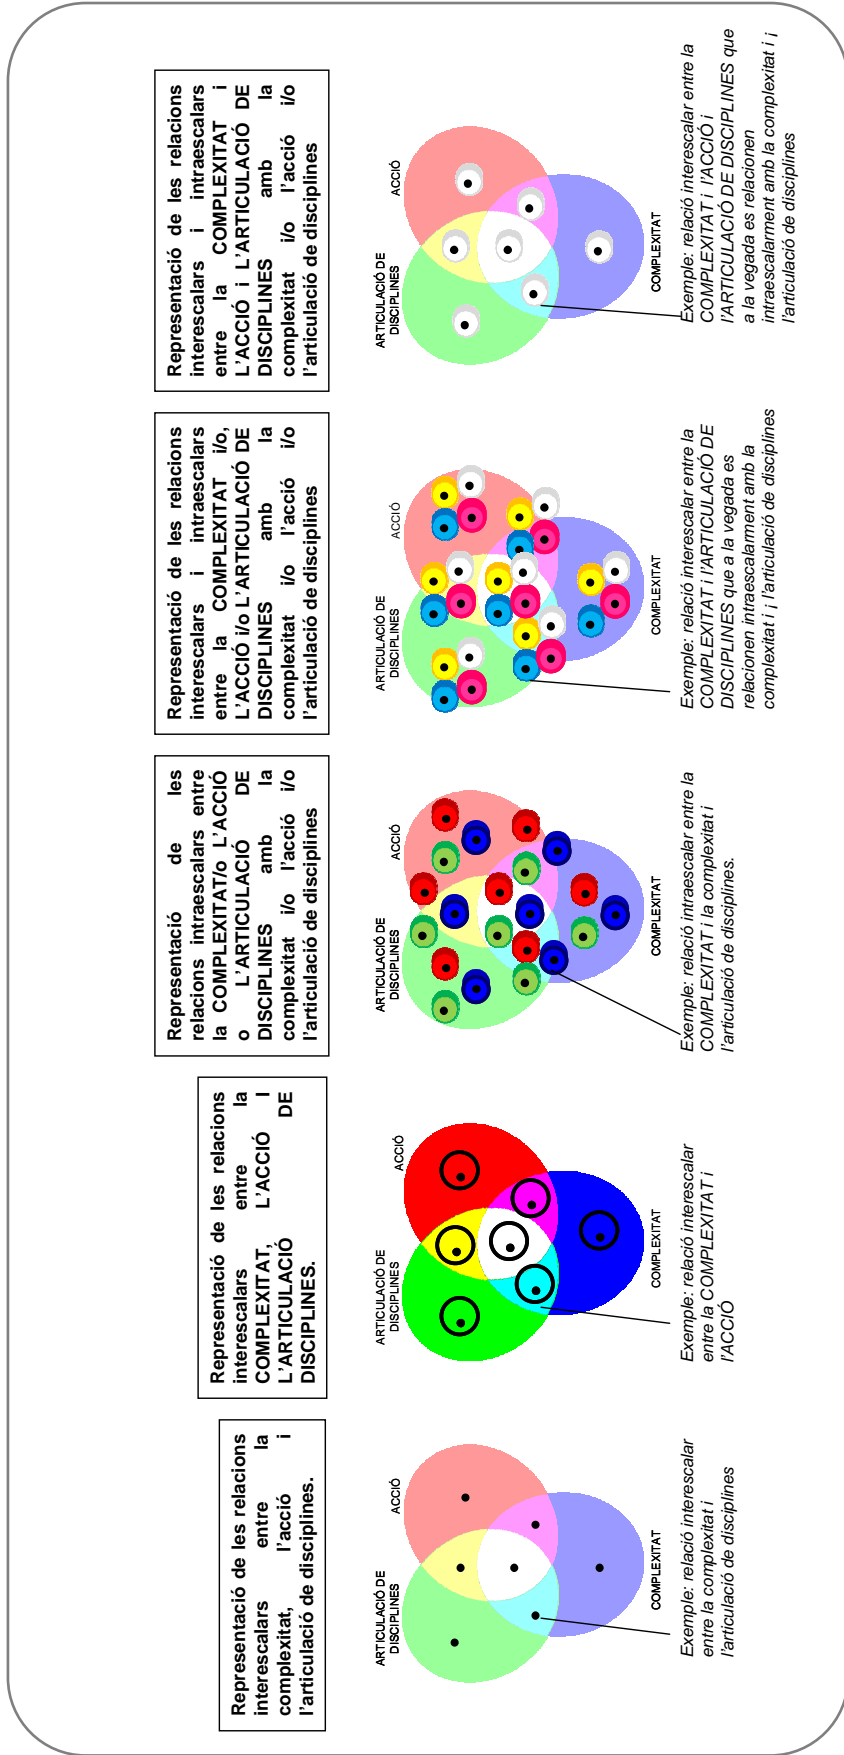 Representació de les relacions
interescalars entre la
complexitat, l'acció i
l'articulació de disciplines.
ARTICULACIÓ DE
DISCIPLINES
ACCIÓ
COMPLEXITAT
Exemple: relació interescalar
entre la complexitat i
l'articulació de disciplines
Representació de les relacions
interescalars entre la
COMPLEXITAT, L'ACCIÓ I
L'ARTICULACIÓ DE
DISCIPLINES.
ARTICULACIÓ DE
DISCIPLINES
ACCIÓ
COMPLEXITAT
Exemple: relació interescalar
entre la COMPLEXITAT i
l'ACCIÓ
Representació de les
relacions intraescalars entre
la COMPLEXITAT/o L'ACCIÓ
o L'ARTICULACIÓ DE
DISCIPLINES amb la
complexitat i/o l'acció i/o
l'articulació de disciplines
ARTICULACIÓ DE
DISCIPLINES
ACCIÓ
COMPLEXITAT
Exemple: relació intraescalar entre la
COMPLEXITAT i la complexitat i
l'articulació de disciplines.
Representació de les relacions
interescalars i intraescalars
entre la COMPLEXITAT i/o,
L'ACCIÓ i/o L'ARTICULACIÓ DE
DISCIPLINES amb la
complexitat i/o l'acció i/o
l'articulació de disciplines
ARTICULACIÓ DE
DISCIPLINES
ACCIÓ
COMPLEXITAT
Exemple: relació interescalar entre la
COMPLEXITAT i l'ARTICULACIÓ DE
DISCIPLINES que a la vegada es
relacionen intraescalarment amb la
complexitat i ¡ l'articulació de disciplines
Representació de les relacions
interescalars i intraescalars
entre la COMPLEXITAT i
L'ACCIÓ i L'ARTICULACIÓ DE
DISCIPLINES amb la
complexitat i/o l'acció i/o
l'articulació de disciplines
ARTICULACIÓ DE
DISCIPLINES
ACCIÓ
COMPLEXITAT
Exemple: relació interescalar entre la
COMPLEXITAT i l'ACCIÓ i
l'ARTICULACIÓ DE DISCIPLINES que
a la vegada es relacionen
intraescalarment amb la complexitat i ¡
l'articulació de disciplines